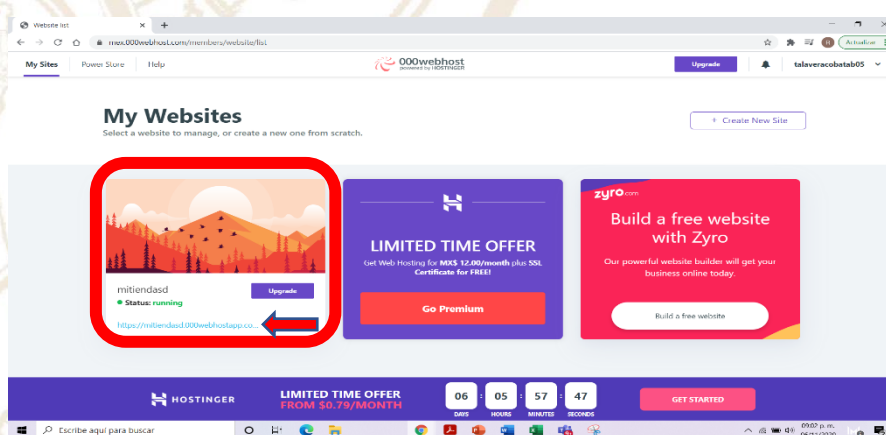 Website list
mex.000webhost.com/members/website/list
Actualizar
My Sites
Power Store
Help
000webhost
powered by HOSTINGER
Upgrade
talaveracobatab05
My Websites
Select a website to manage, or create a new one from scratch.
+ Create New Site
mitiendasd
Upgrade
Status: running
https://mitiendasd.000webhostapp.co...
LIMITED TIME OFFER
Get Web Hosting for MX$ 12.00/month plus SSL
Certificate for FREE!
Go Premium
zyro.com
Build a free website
with Zyro
Our powerful website builder will get your
business online today.
Build a free website
HOSTINGER
LIMITED TIME OFFER
FROM $0.79/MONTH
06 : 05 : 57 : 47
DAYS HOURS MINUTES SECONDS
GET STARTED
Escribe aquí para buscar
09:02 p. m.